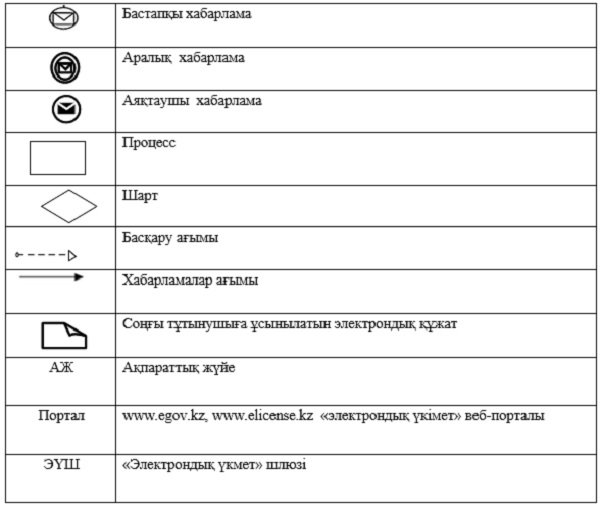 Бастапқы хабарлама
Аралық хабарлама
Аяқтаушы хабарлама
Процесс
Шарт
Басқару ағымы
Хабарламалар ағымы
Соңғы тұтынушыға ұсынылатын электрондық құжат
АЖ Ақпараттық жүйе
Портал www.egov.kz, www.elicense.kz «электрондық үкімет» веб-порталы
ЭҮШ «Электрондық үкмет» шлюзі